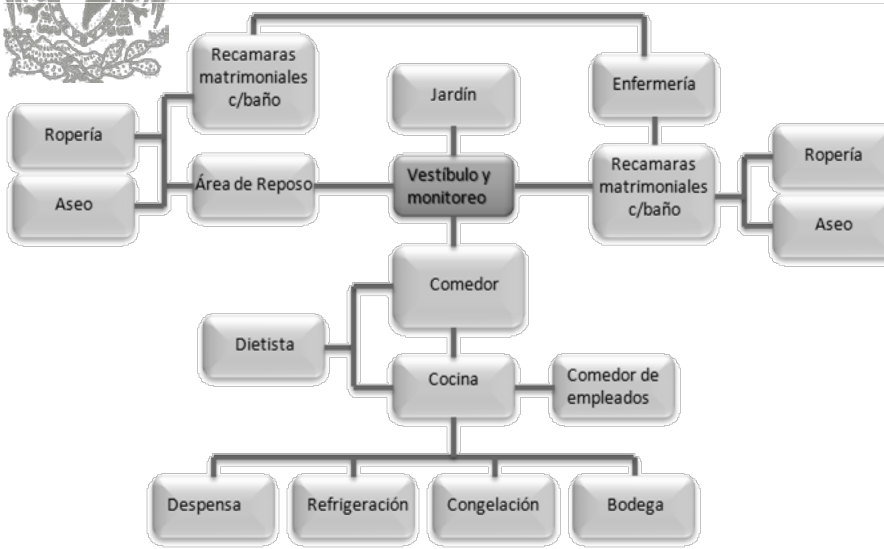 Recamaras
matrimoniales
c/baño
Jardín
Enfermería
Ropería
Aseo
Área de Reposo
Vestíbulo y
monitoreo
Recamaras
matrimoniales
c/baño
Ropería
Aseo
Comedor
Dietista
Cocina
Comedor de
empleados
Despensa
Refrigeración
Congelación
Bodega